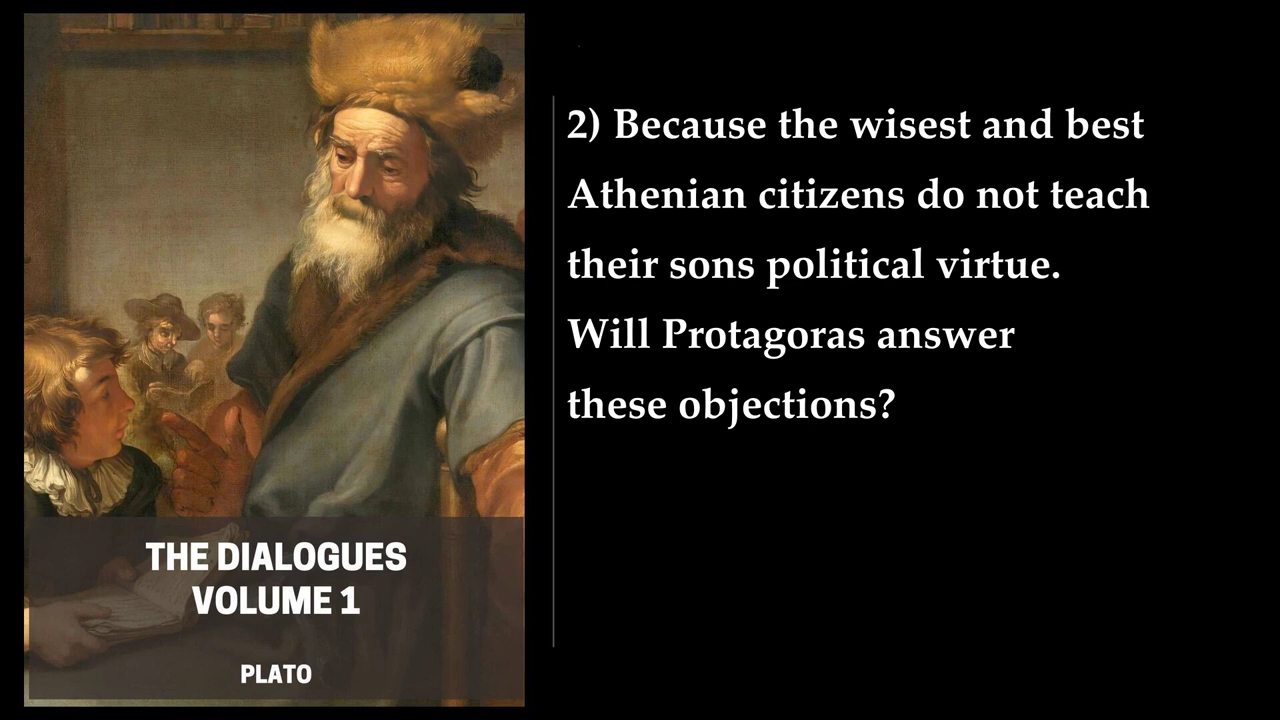 2) Because the wisest and best
Athenian citizens do not teach
their sons political virtue.
Will Protagoras answer
these objections?
THE DIALOGUES
VOLUME 1
PLATO